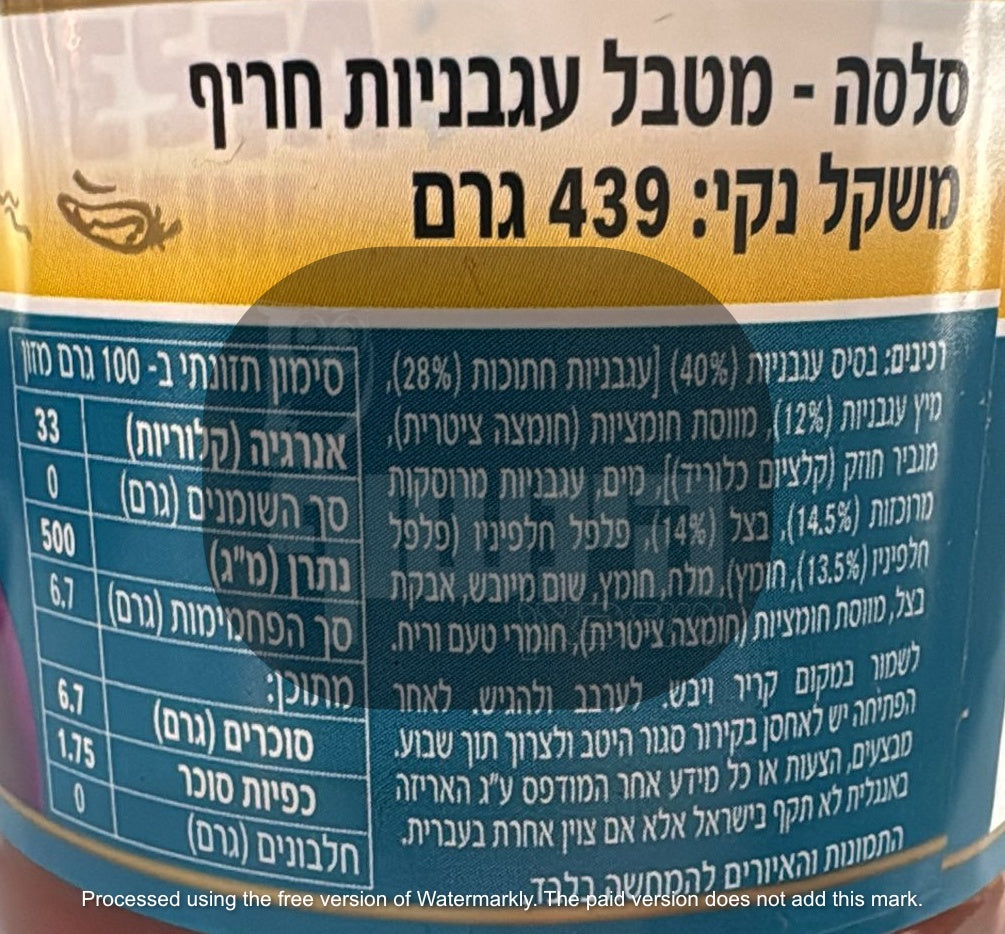 סלסה - מטבל עגבניות חריף
משקל נקי: 439 גרם
רכיבים: בסיס עגבניות (40%) [עגבניות חתוכות (28%),
מיץ עגבניות (12%), מווסת חומציות (חומצה ציטרית),
מגביר חוזק (קלציום כלוריד)], מים, עגבניות מרוסקות
מרוכזות (14.5%), בצל (14%), פלפל חלפיניו (פלפל
חלפיניו (13.5%), חומץ), מלח, חומץ, שום מיובש, אבקת
בצל, מווסת חומציות (חומצה ציטרית), חומרי טעם וריח.
לשמור במקום קריר ויבש. לערבב ולהגיש. לאחר
הפתיחה יש לאחסן בקירור סגור היטב ולצרוך תוך שבוע.
מבצעים, הצעות או כל מידע אחר המודפס ע"ג האריזה
באנגלית לא תקף בישראל אלא אם צוין אחרת בעברית.
התמונות והאיורים להמחשה בלבד
סימון תזונתי ב- 100 גרם מזון
אנרגיה (קלוריות) 33
סך השומנים (גרם) 0
נתרן (מ"ג) 500
סך הפחמימות (גרם) 6.7
מתוכן:
סוכרים (גרם) 6.7
כפיות סוכר 1.75
חלבונים (גרם) 0
Processed using the free version of Watermarkly. The paid version does not add this mark.